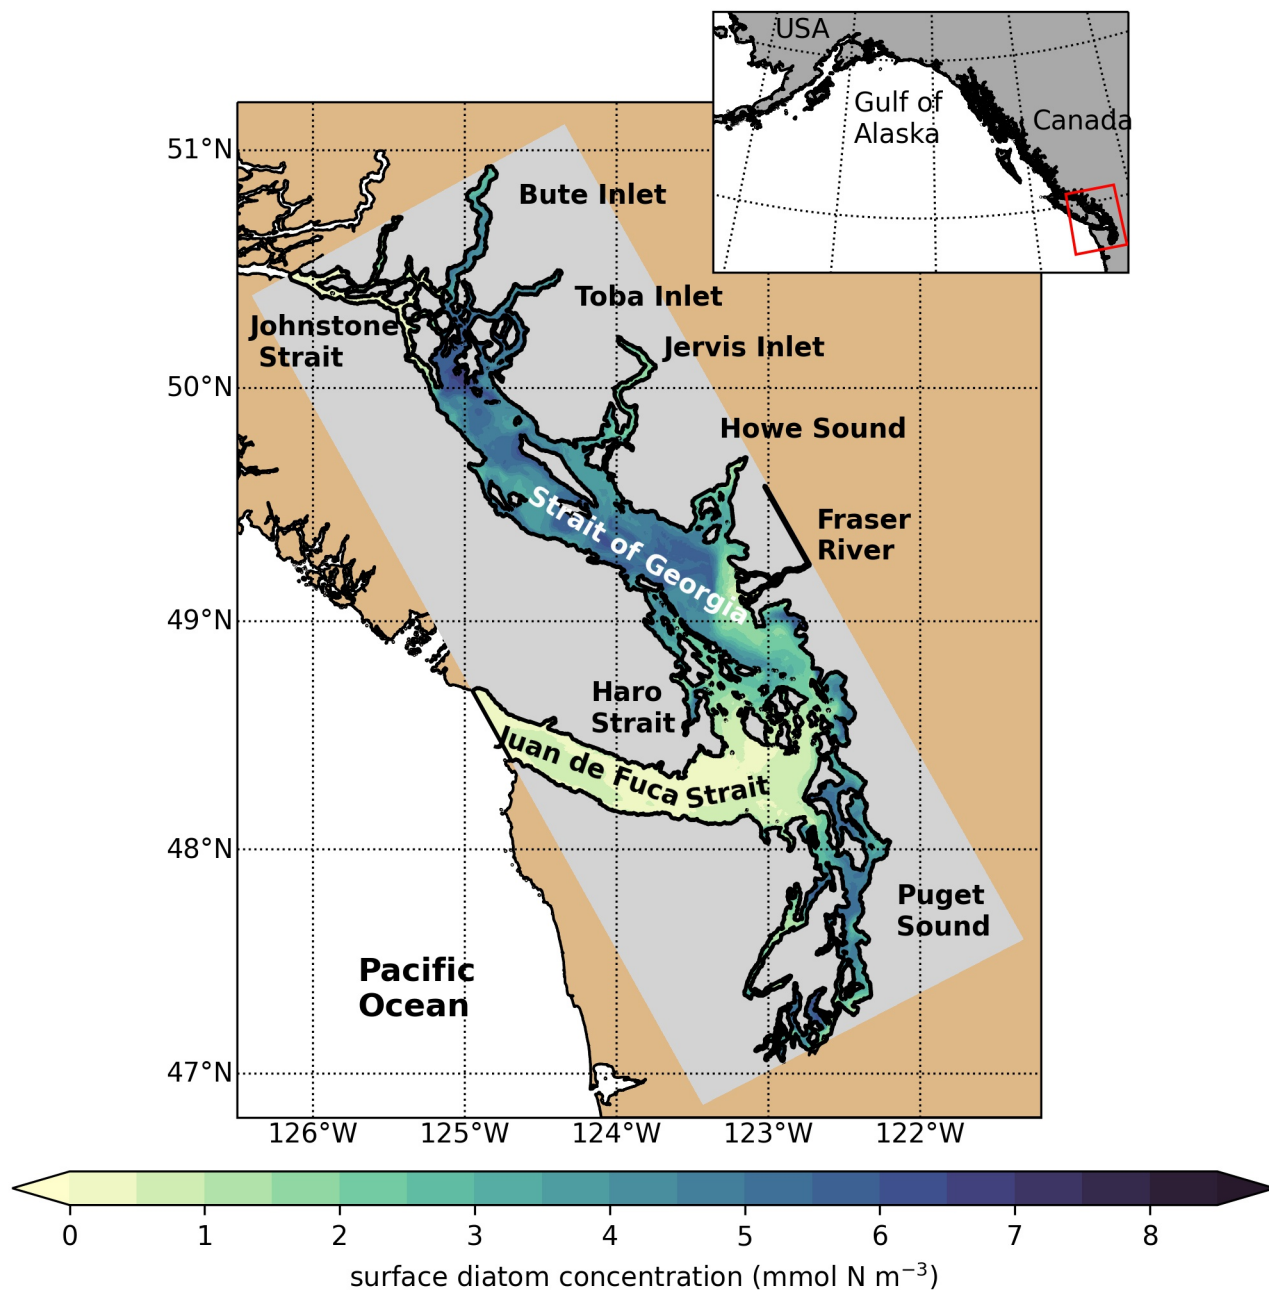 USA
Gulf of
Alaska
Canada
51°N
50°N
49°N
48°N
47°N
Bute Inlet
Toba Inlet
Johnstone
Strait
Jervis Inlet
Howe Sound
Fraser
River
Strait of Georgia
Haro
Strait
Juan de Fuca Strait
Puget
Sound
Pacific
Ocean
126°W 125°W 124°W 123°W 122°W
0 1 2 3 4 5 6 7 8
surface diatom concentration (mmol N m⁻³)